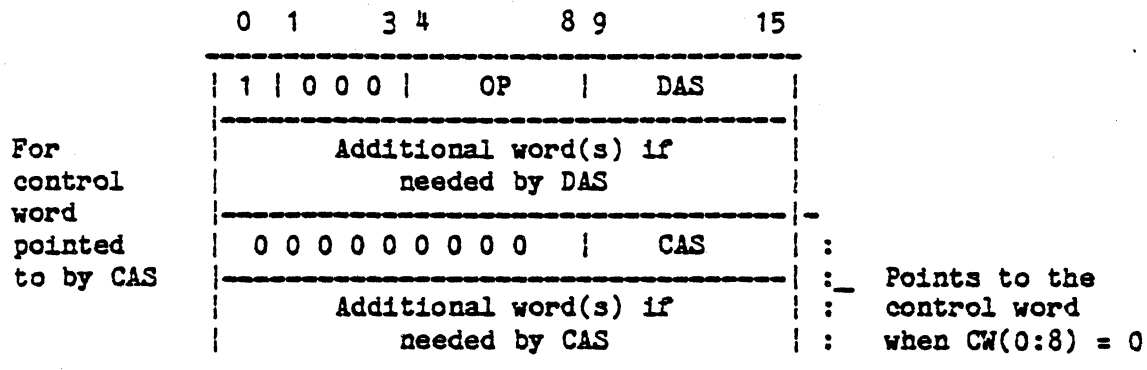 0 1 3 4 8 9 15
1 | 0 0 0 | OP | DAS
For Additional word(s) if
control needed by DAS
word
pointed 0 0 0 0 0 0 0 0 0 | CAS :
to by CAS :_ Points to the
Additional word(s) if : control word
needed by CAS : when CW(0:8) = 0